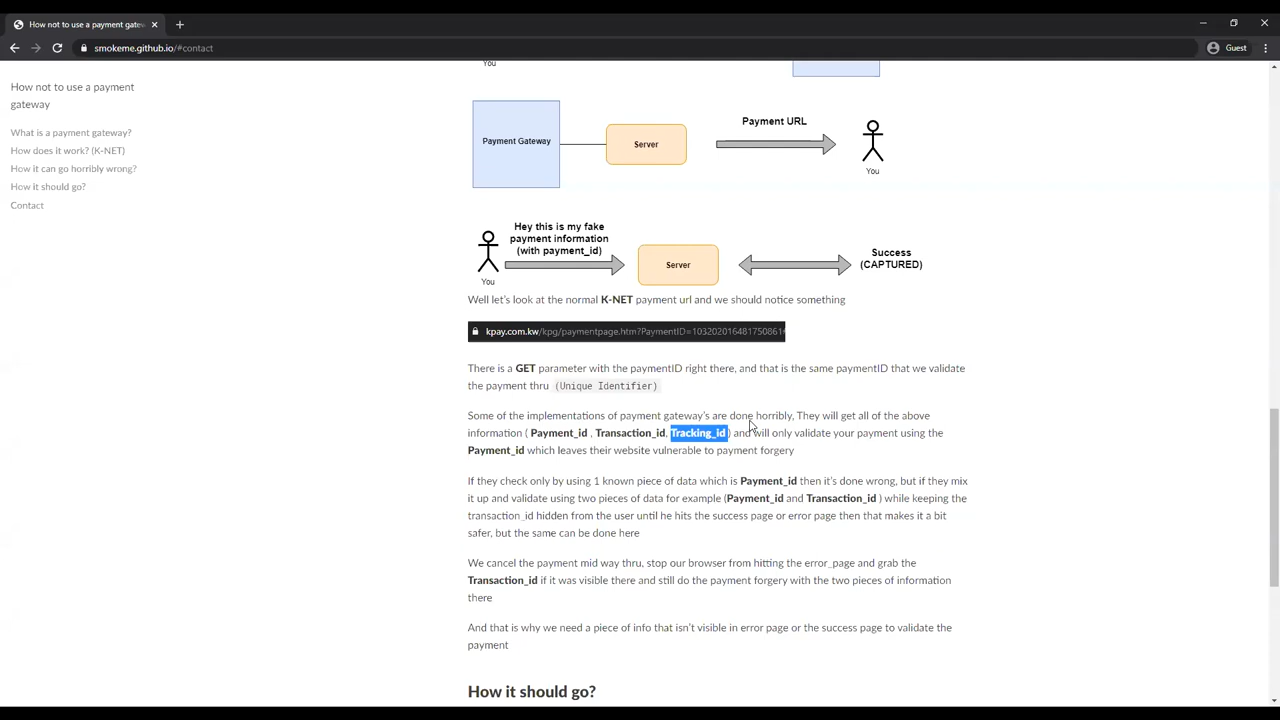 How not to use a payment gatew
smokeme.github.io/#contact
Guest
How not to use a payment
gateway
What is a payment gateway?
How does it work? (K-NET)
How it can go horribly wrong?
How it should go?
Contact
You
Payment Gateway
Server
Payment URL
You
Hey this is my fake
payment information
(with payment_id)
You
Server
Success
(CAPTURED)
Well let's look at the normal K-NET payment url and we should notice something
kpay.com.kw/kpg/paymentpage.htm?PaymentID=103202016481750861
There is a GET parameter with the paymentID right there, and that is the same paymentID that we validate
the payment thru (Unique Identifier)
Some of the implementations of payment gateway's are done horribly, They will get all of the above
information ( Payment_id , Transaction_id, Tracking_id ) and will only validate your payment using the
Payment_id which leaves their website vulnerable to payment forgery
If they check only by using 1 known piece of data which is Payment_id then it's done wrong, but if they mix
it up and validate using two pieces of data for example (Payment_id and Transaction_id ) while keeping the
transaction_id hidden from the user until he hits the success page or error page then that makes it a bit
safer, but the same can be done here
We cancel the payment mid way thru, stop our browser from hitting the error_page and grab the
Transaction_id if it was visible there and still do the payment forgery with the two pieces of information
there
And that is why we need a piece of info that isn't visible in error page or the success page to validate the
payment
How it should go?